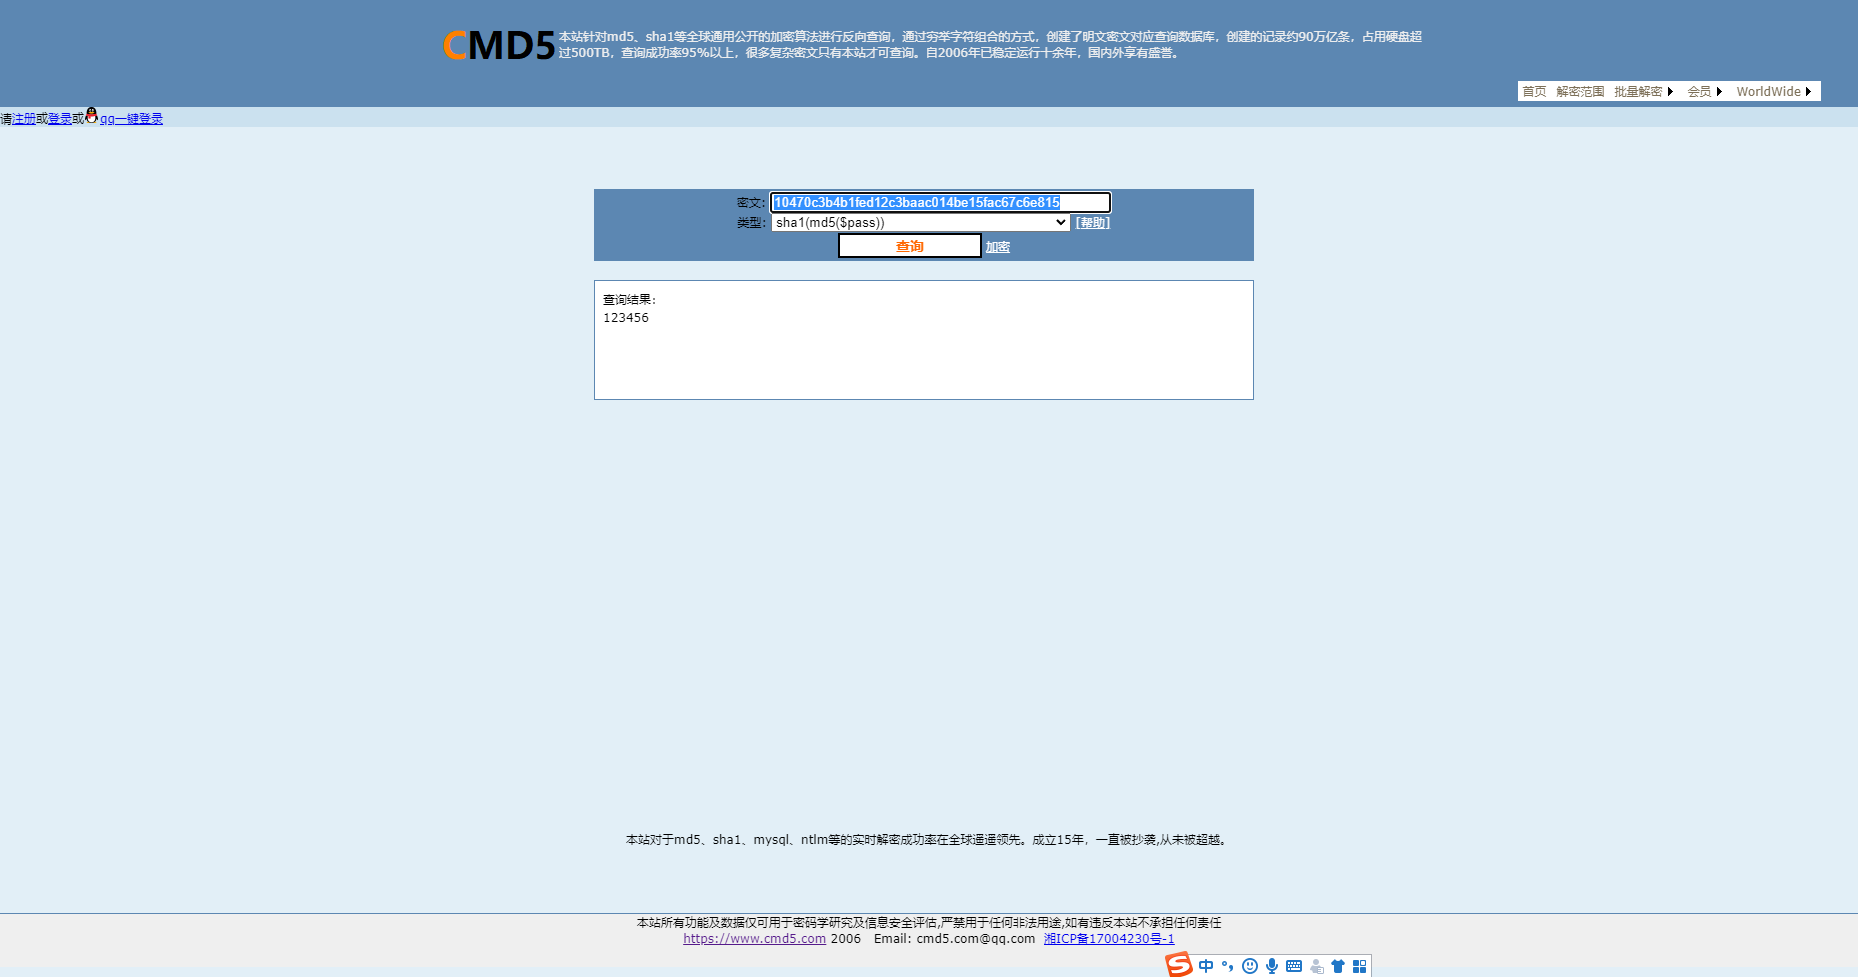 CMD5
本站针对md5、sha1等全球通用公开的加密算法进行反向查询，通过穷举字符组合的方式，创建了明文密文对应查询数据库，创建的记录约90万亿条，占用硬盘超
过500TB，查询成功率95%以上，很多复杂密文只有本站才可查询。自2006年已稳定运行十余年，国内外享有盛誉。
首页 解密范围 批量解密 会员 WorldWide
请注册或登录或qq一键登录
密文: 10470c3b4b1fed12c3baac014be15fac67c6e815
类型: sha1(md5($pass)) [帮助]
查询 加密
查询结果:
123456
本站对于md5、sha1、mysql、ntlm等的实时解密成功率在全球遥遥领先。成立15年，一直被抄袭,从未被超越。
本站所有功能及数据仅可用于密码学研究及信息安全评估,严禁用于任何非法用途,如有违反本站不承担任何责任
https://www.cmd5.com 2006 Email: cmd5.com@qq.com 湘ICP备17004230号-1
S 中 °,